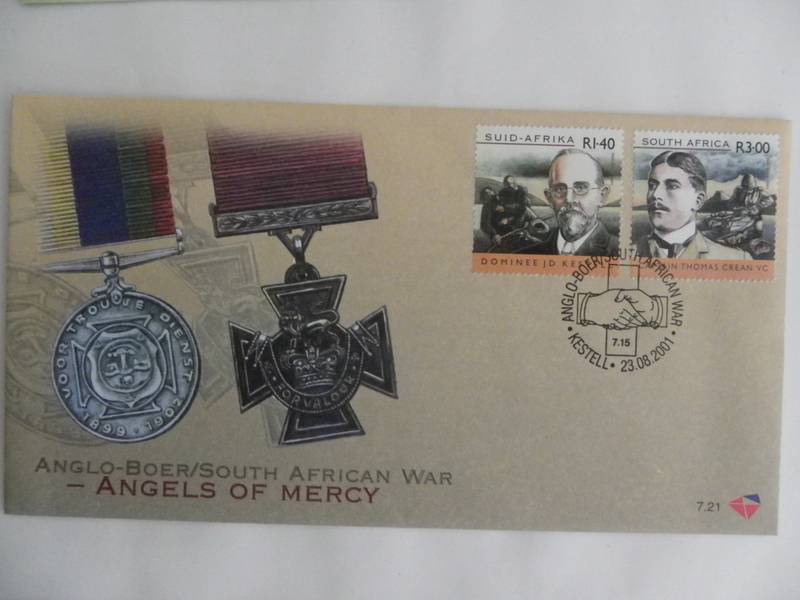 SUID-AFRIKA R1·40
SOUTH AFRICA R3·00
DOMINEE JD
THOMAS CREAN VC
VOOR TROUWE DIENST
1899 · 1902
FOR VALOUR
ANGLO-BOER/SOUTH AFRICAN WAR
7.15
KESTELL · 23.08.2001
ANGLO-BOER/SOUTH AFRICAN WAR
– ANGELS OF MERCY
7.21